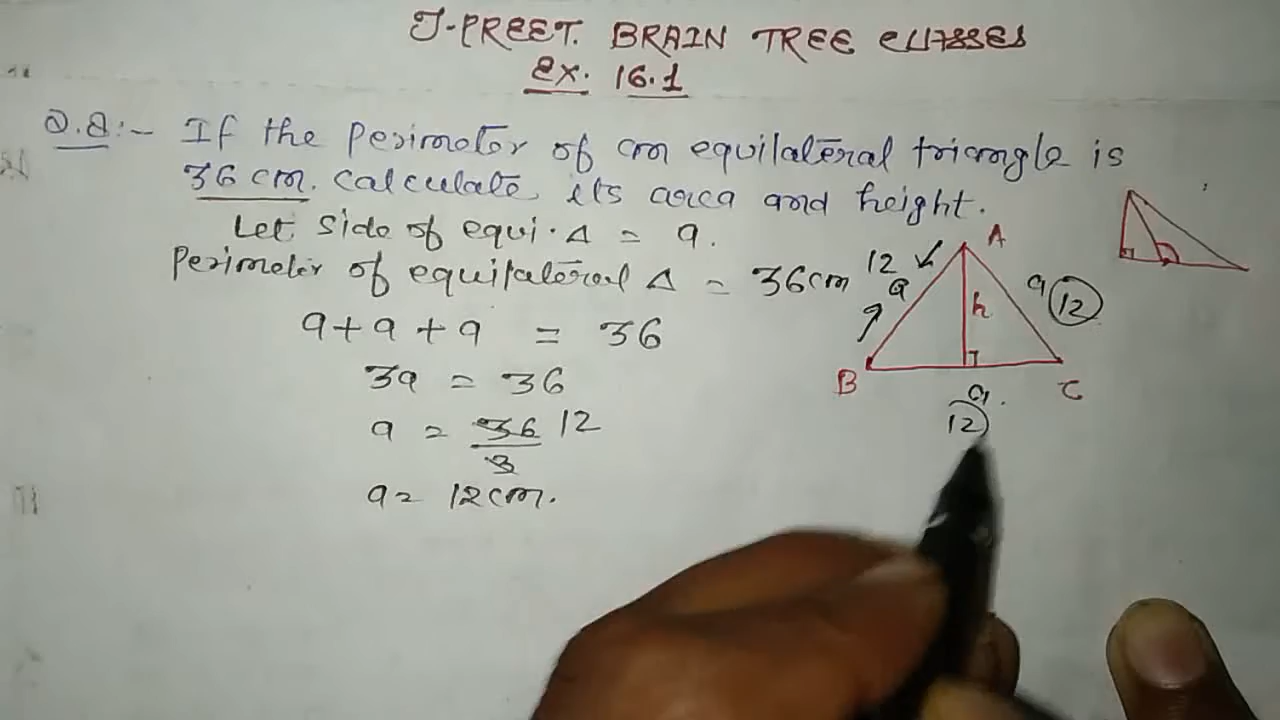 J-PREET. BRAIN TREE CLASSES
Ex. 16.1
Q.8:- If the Perimeter of an equilateral triangle is
36 cm. calculate its area and height.
Let side of equi. Δ = a.
Perimeter of equilateral Δ = 36cm
a + a + a = 36
3a = 36
a = 36/3 12
a = 12cm.
A
12
a
a
12
h
B
C
a.
12